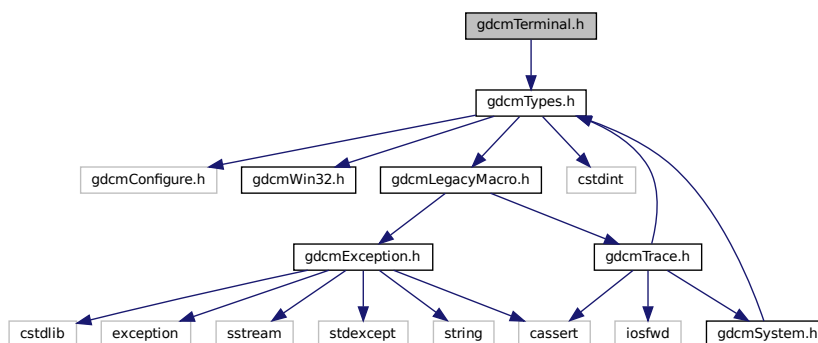 gdcmTerminal.h
gdcmTypes.h
gdcmConfigure.h
gdcmWin32.h
gdcmLegacyMacro.h
cstdint
gdcmException.h
gdcmTrace.h
cstdlib
exception
sstream
stdexcept
string
cassert
iosfwd
gdcmSystem.h